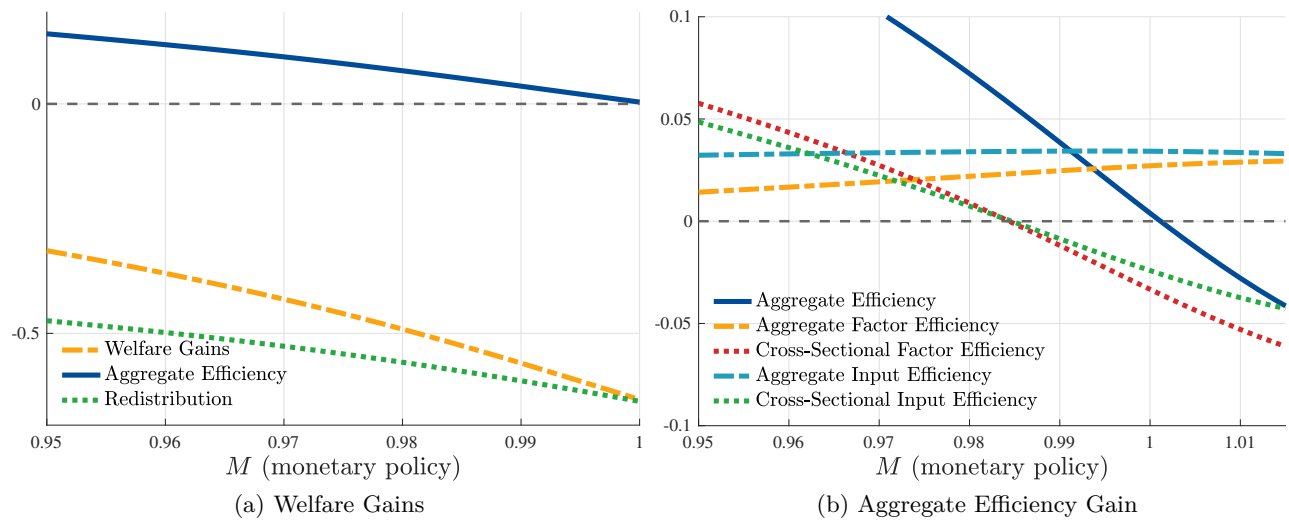 0
-0.5
Welfare Gains
Aggregate Efficiency
Redistribution
0.95
0.96
0.97
0.98
0.99
1
M (monetary policy)
(a) Welfare Gains
0.1
0.05
0
-0.05
-0.1
Aggregate Efficiency
Aggregate Factor Efficiency
Cross-Sectional Factor Efficiency
Aggregate Input Efficiency
Cross-Sectional Input Efficiency
0.95
0.96
0.97
0.98
0.99
1
1.01
M (monetary policy)
(b) Aggregate Efficiency Gain